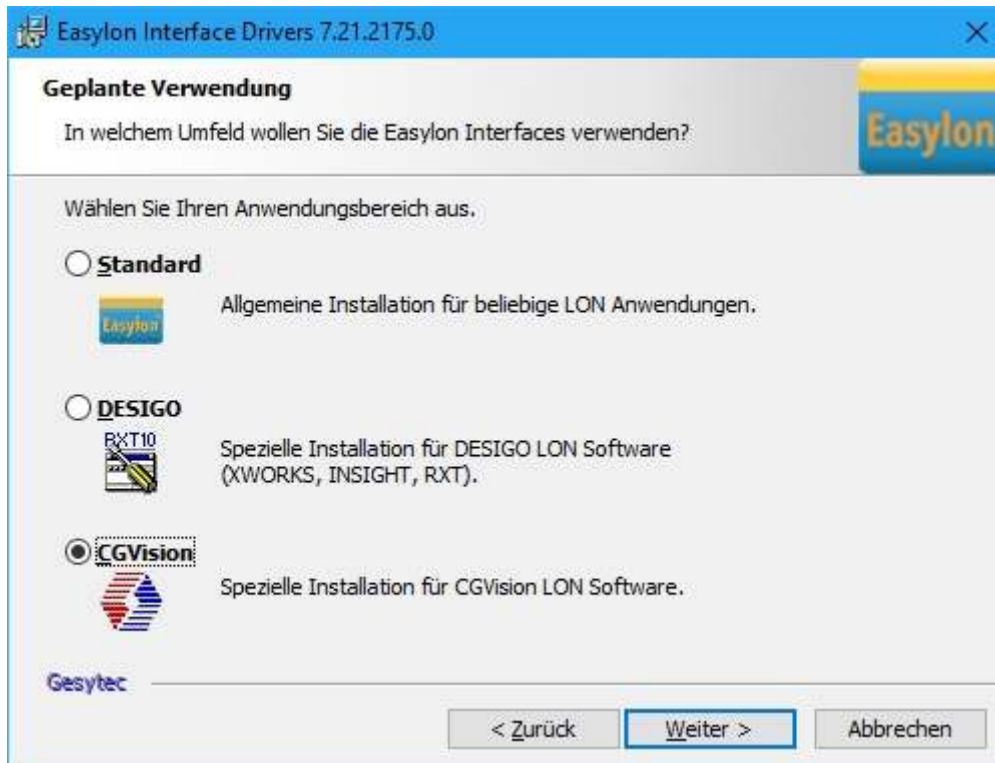 Easylon Interface Drivers 7.21.2175.0
Geplante Verwendung
In welchem Umfeld wollen Sie die Easylon Interfaces verwenden?
Easylon
Wählen Sie Ihren Anwendungsbereich aus.
Standard
Easylon
Allgemeine Installation für beliebige LON Anwendungen.
DESIGO
RXT10
Spezielle Installation für DESIGO LON Software
(XWORKS, INSIGHT, RXT).
CGVision
Spezielle Installation für CGVision LON Software.
Gesytec
< Zurück
Weiter >
Abbrechen